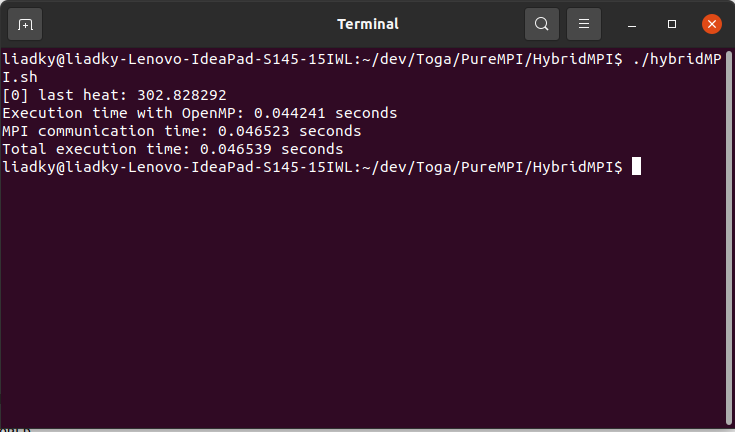 Terminal
liadky@liadky-Lenovo-IdeaPad-S145-15IWL:~/dev/Toga/PureMPI/HybridMPI$ ./hybridMP
I.sh
[0] last heat: 302.828292
Execution time with OpenMP: 0.044241 seconds
MPI communication time: 0.046523 seconds
Total execution time: 0.046539 seconds
liadky@liadky-Lenovo-IdeaPad-S145-15IWL:~/dev/Toga/PureMPI/HybridMPI$